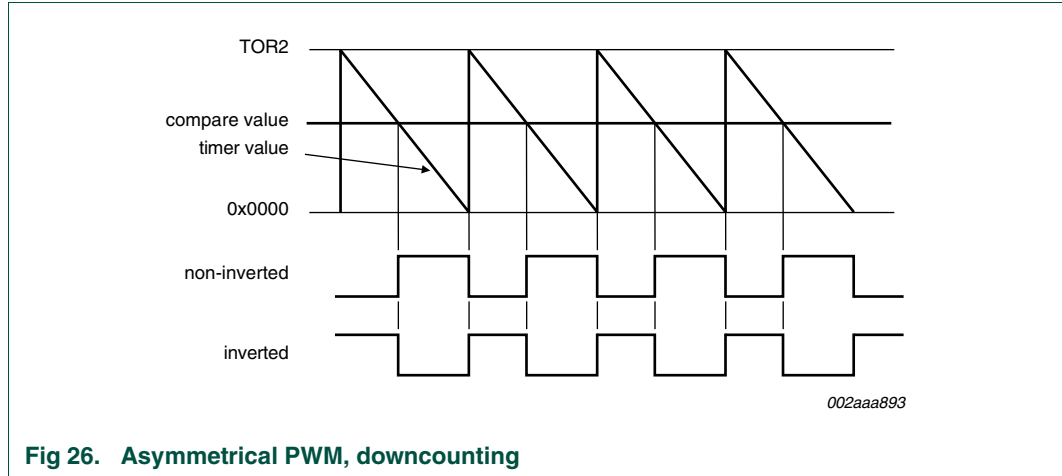 TOR2
compare value
timer value
0x0000
non-inverted
inverted
002aaa893
Fig 26. Asymmetrical PWM, downcounting